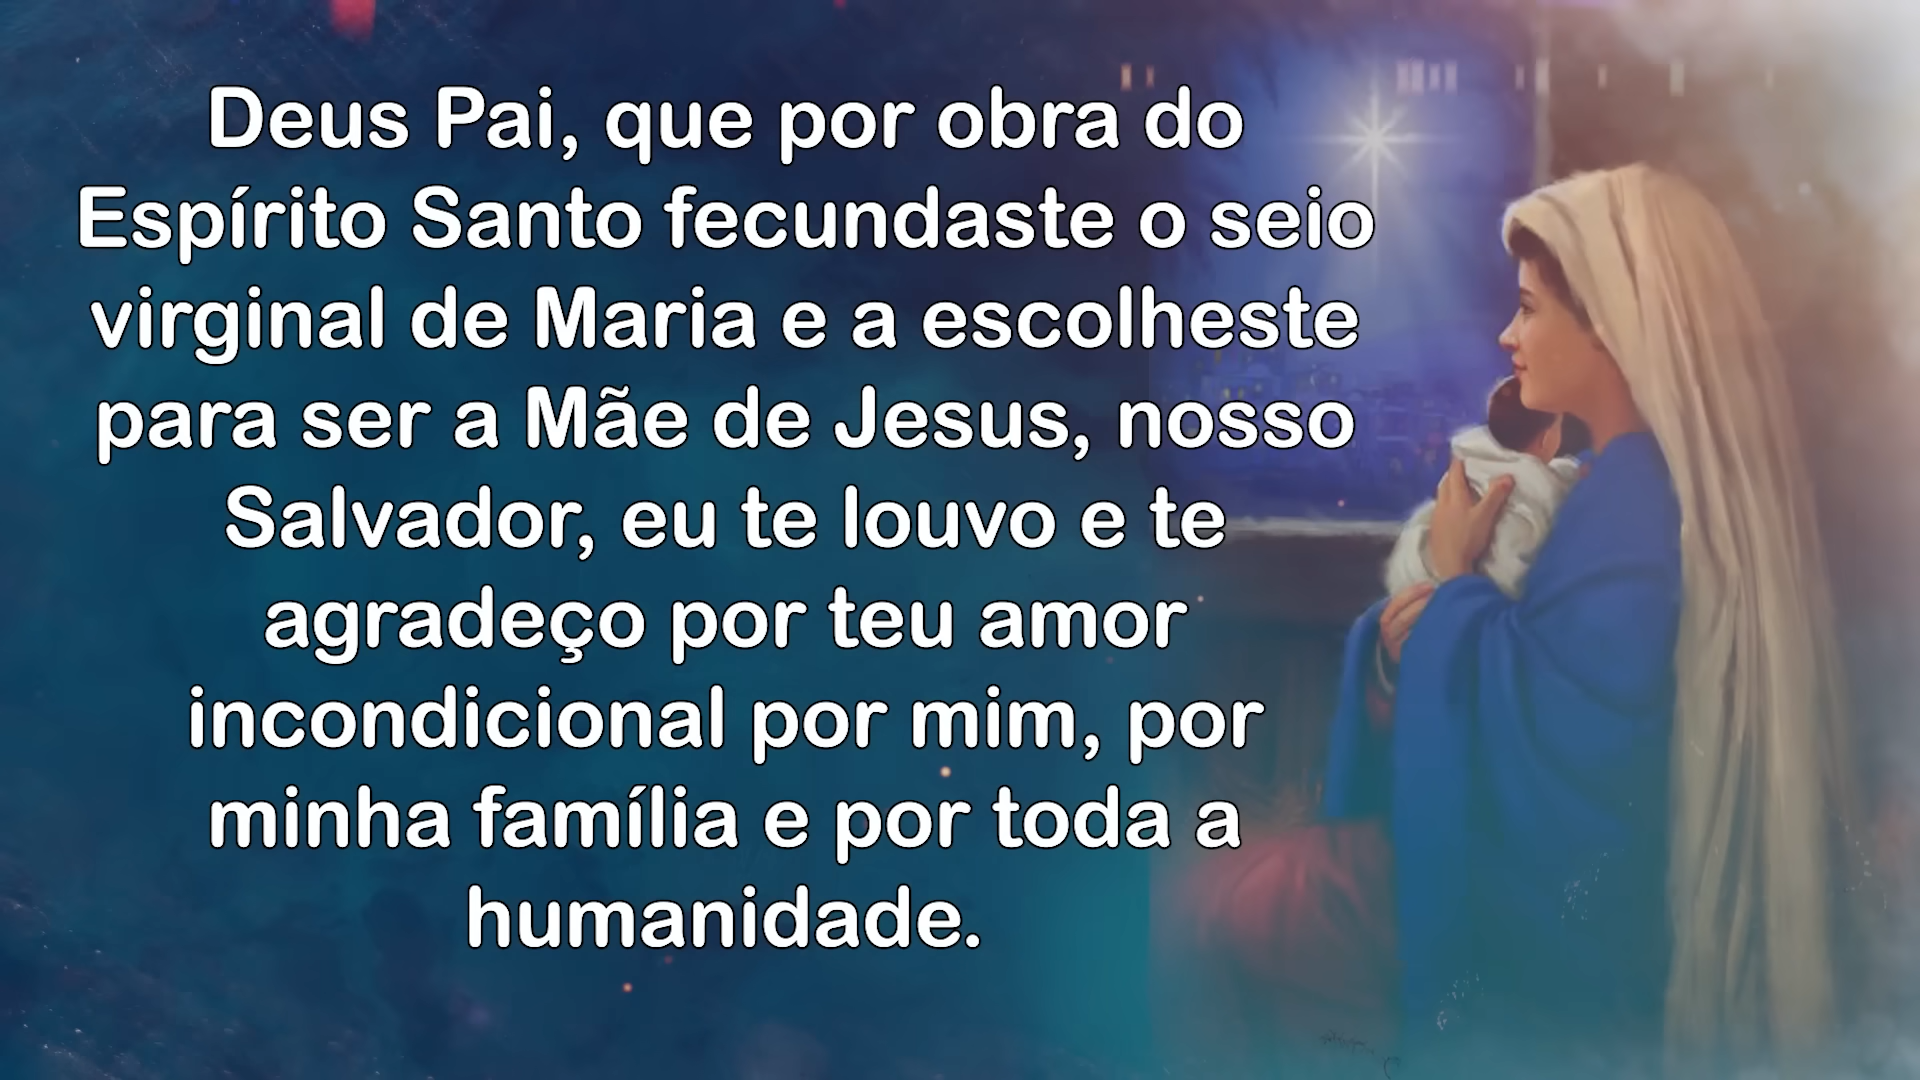 Deus Pai, que por obra do
Espírito Santo fecundaste o seio
virginal de Maria e a escolheste
para ser a Mãe de Jesus, nosso
Salvador, eu te louvo e te
agradeço por teu amor
incondicional por mim, por
minha família e por toda a
humanidade.